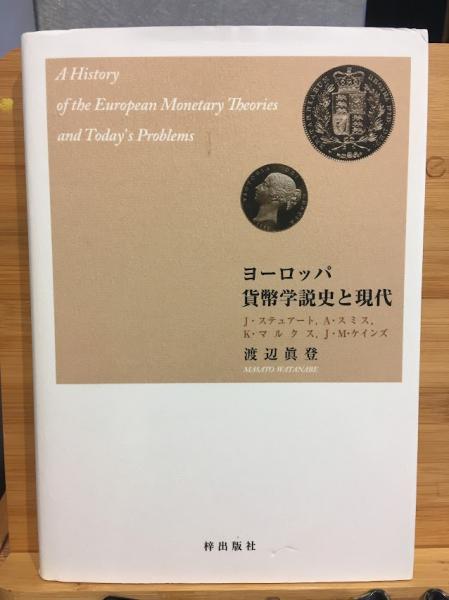 A History
of the European Monetary Theories
and Today's Problems
ヨーロッパ
貨幣学説史と現代
J・ステュアート, A・スミス,
K・マルクス, J・M・ケインズ
渡辺眞登
MASATO WATANABE
梓出版社